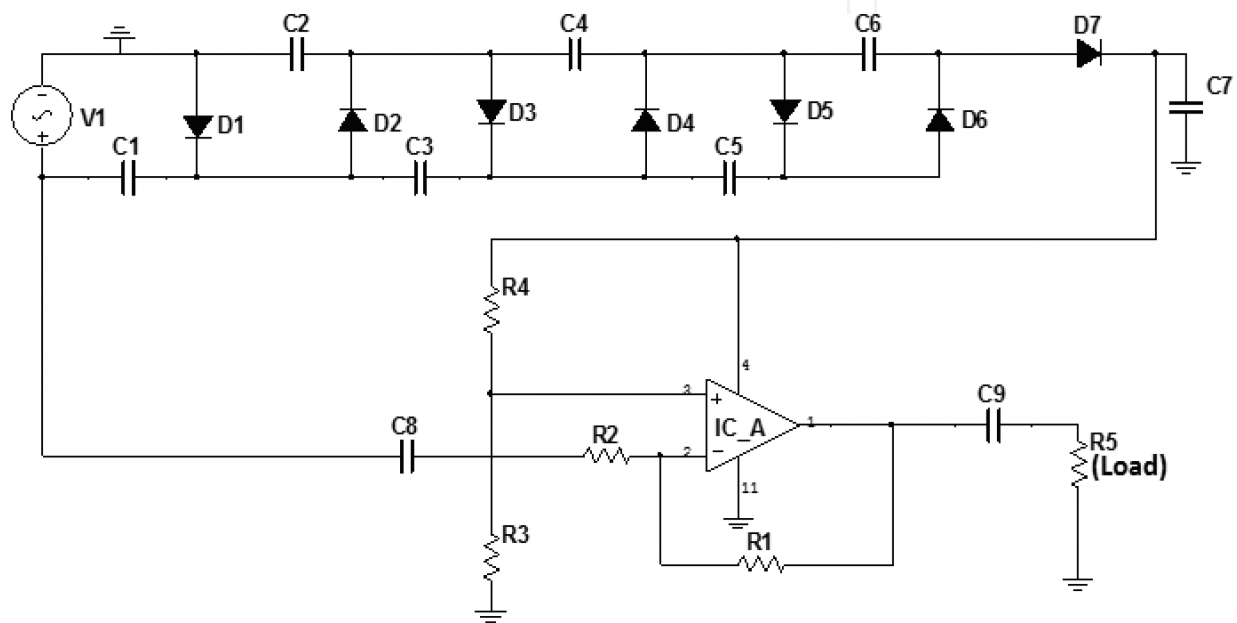 C2
C4
C6
D7
-
V1
+
D1
D2
D3
D4
D5
D6
C7
C1
C3
C5
R4
4
3
+
IC_A
1
C9
C8
R2
2
-
R5
(Load)
11
R3
R1